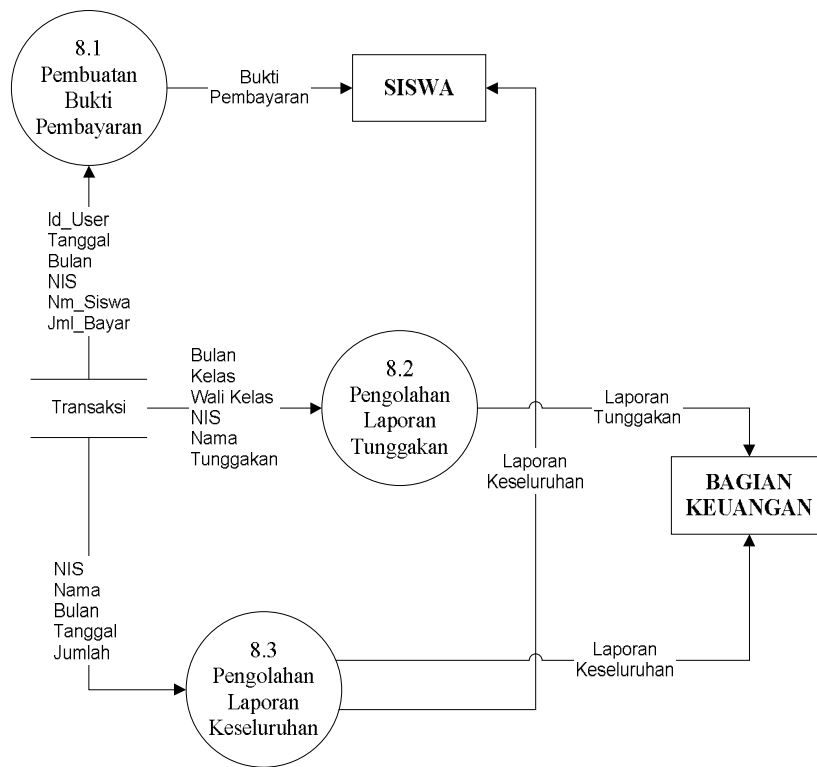 8.1
Pembuatan
Bukti
Pembayaran
Bukti
Pembayaran
SISWA
Id_User
Tanggal
Bulan
NIS
Nm_Siswa
Jml_Bayar
Transaksi
Bulan
Kelas
Wali Kelas
NIS
Nama
Tunggakan
8.2
Pengolahan
Laporan
Tunggakan
Laporan
Tunggakan
Laporan
Keseluruhan
BAGIAN
KEUANGAN
NIS
Nama
Bulan
Tanggal
Jumlah
8.3
Pengolahan
Laporan
Keseluruhan
Laporan
Keseluruhan